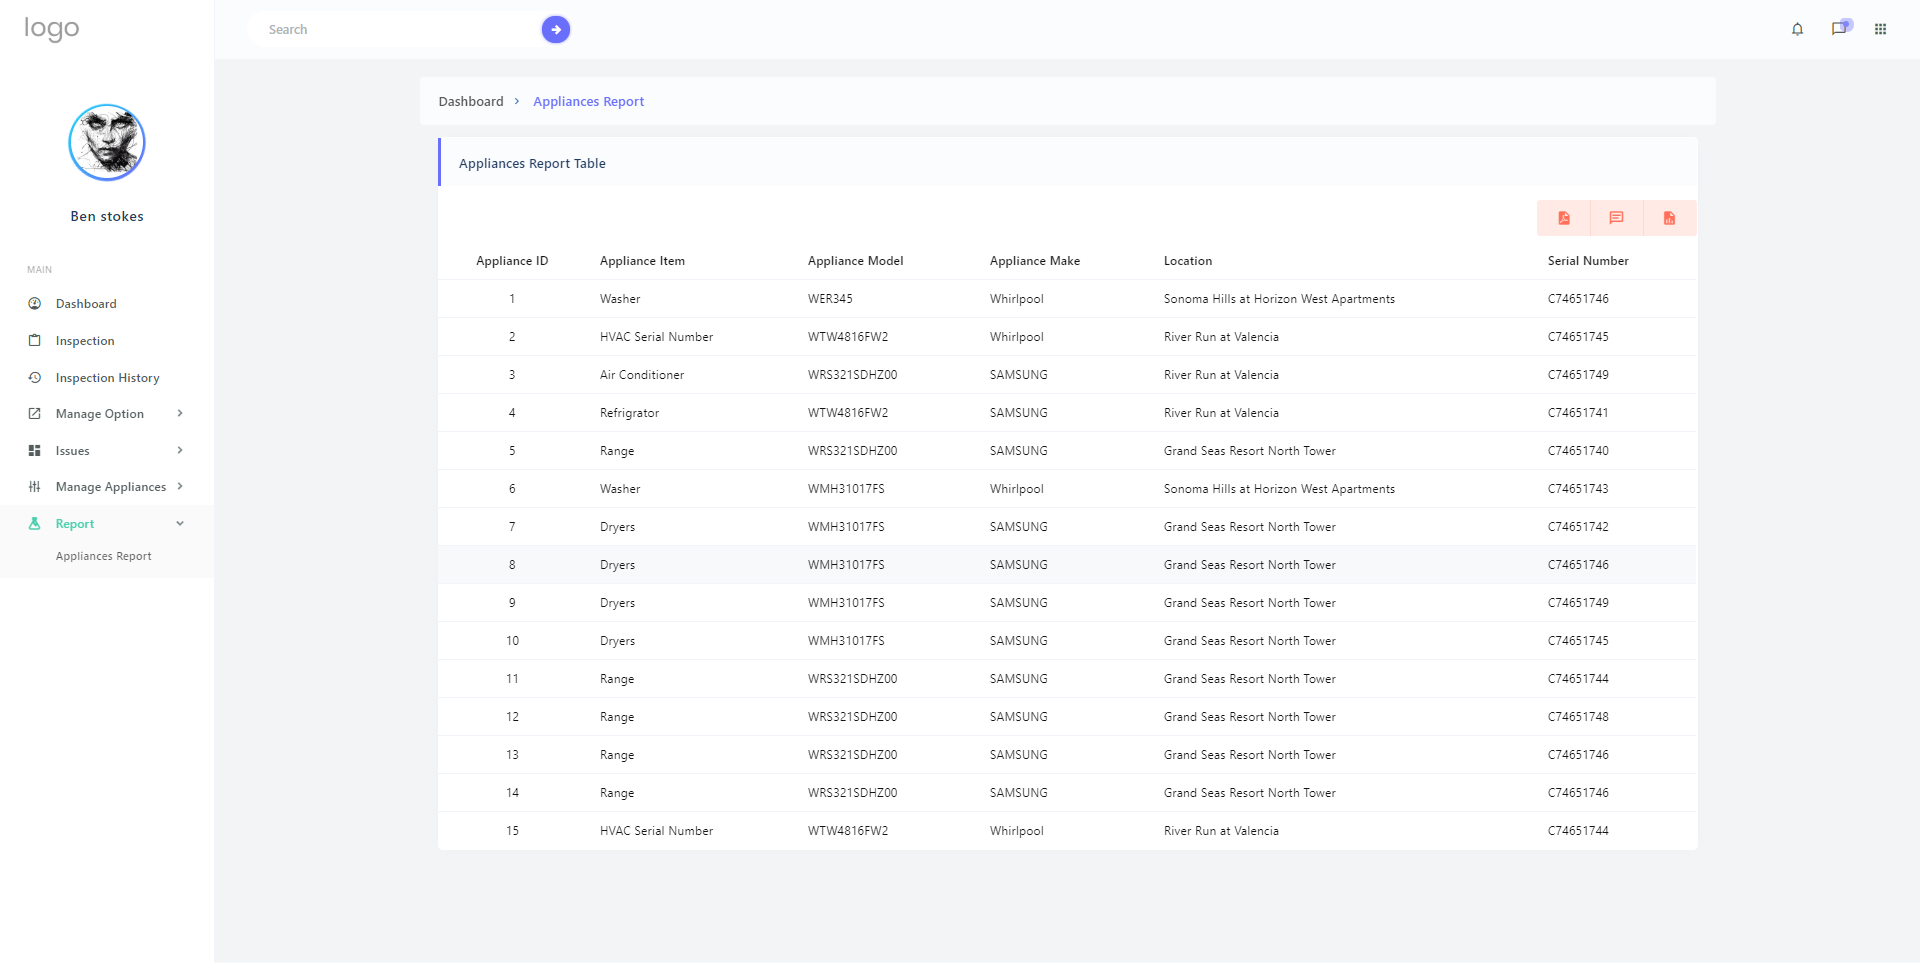 logo
Search
Ben stokes
MAIN
Dashboard
Inspection
Inspection History
Manage Option
Issues
Manage Appliances
Report
Appliances Report
Dashboard > Appliances Report
Appliances Report Table
Appliance ID Appliance Item Appliance Model Appliance Make Location Serial Number
1 Washer WER345 Whirlpool Sonoma Hills at Horizon West Apartments C74651746
2 HVAC Serial Number WTW4816FW2 Whirlpool River Run at Valencia C74651745
3 Air Conditioner WRS321SDHZ00 SAMSUNG River Run at Valencia C74651749
4 Refrigrator WTW4816FW2 SAMSUNG River Run at Valencia C74651741
5 Range WRS321SDHZ00 SAMSUNG Grand Seas Resort North Tower C74651740
6 Washer WMH31017FS Whirlpool Sonoma Hills at Horizon West Apartments C74651743
7 Dryers WMH31017FS SAMSUNG Grand Seas Resort North Tower C74651742
8 Dryers WMH31017FS SAMSUNG Grand Seas Resort North Tower C74651746
9 Dryers WMH31017FS SAMSUNG Grand Seas Resort North Tower C74651749
10 Dryers WMH31017FS SAMSUNG Grand Seas Resort North Tower C74651745
11 Range WRS321SDHZ00 SAMSUNG Grand Seas Resort North Tower C74651744
12 Range WRS321SDHZ00 SAMSUNG Grand Seas Resort North Tower C74651748
13 Range WRS321SDHZ00 SAMSUNG Grand Seas Resort North Tower C74651746
14 Range WRS321SDHZ00 SAMSUNG Grand Seas Resort North Tower C74651746
15 HVAC Serial Number WTW4816FW2 Whirlpool River Run at Valencia C74651744